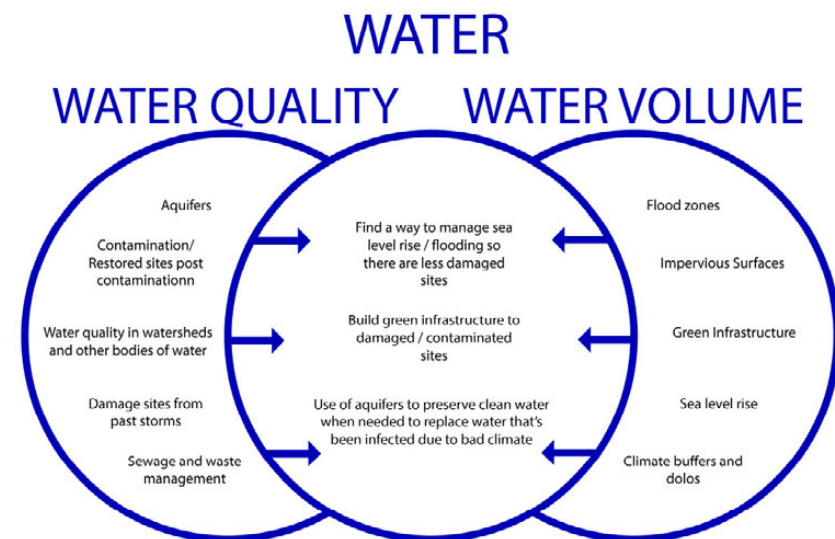 WATER
WATER QUALITY
WATER VOLUME
Aquifers
Contamination/
Restored sites post
contaminationn
Water quality in watersheds
and other bodies of water
Damage sites from
past storms
Sewage and waste
management
Find a way to manage sea
level rise / flooding so
there are less damaged
sites
Build green infrastructure to
damaged / contaminated
sites
Use of aquifers to preserve clean water
when needed to replace water that's
been infected due to bad climate
Flood zones
Impervious Surfaces
Green Infrastructure
Sea level rise
Climate buffers and
dolos